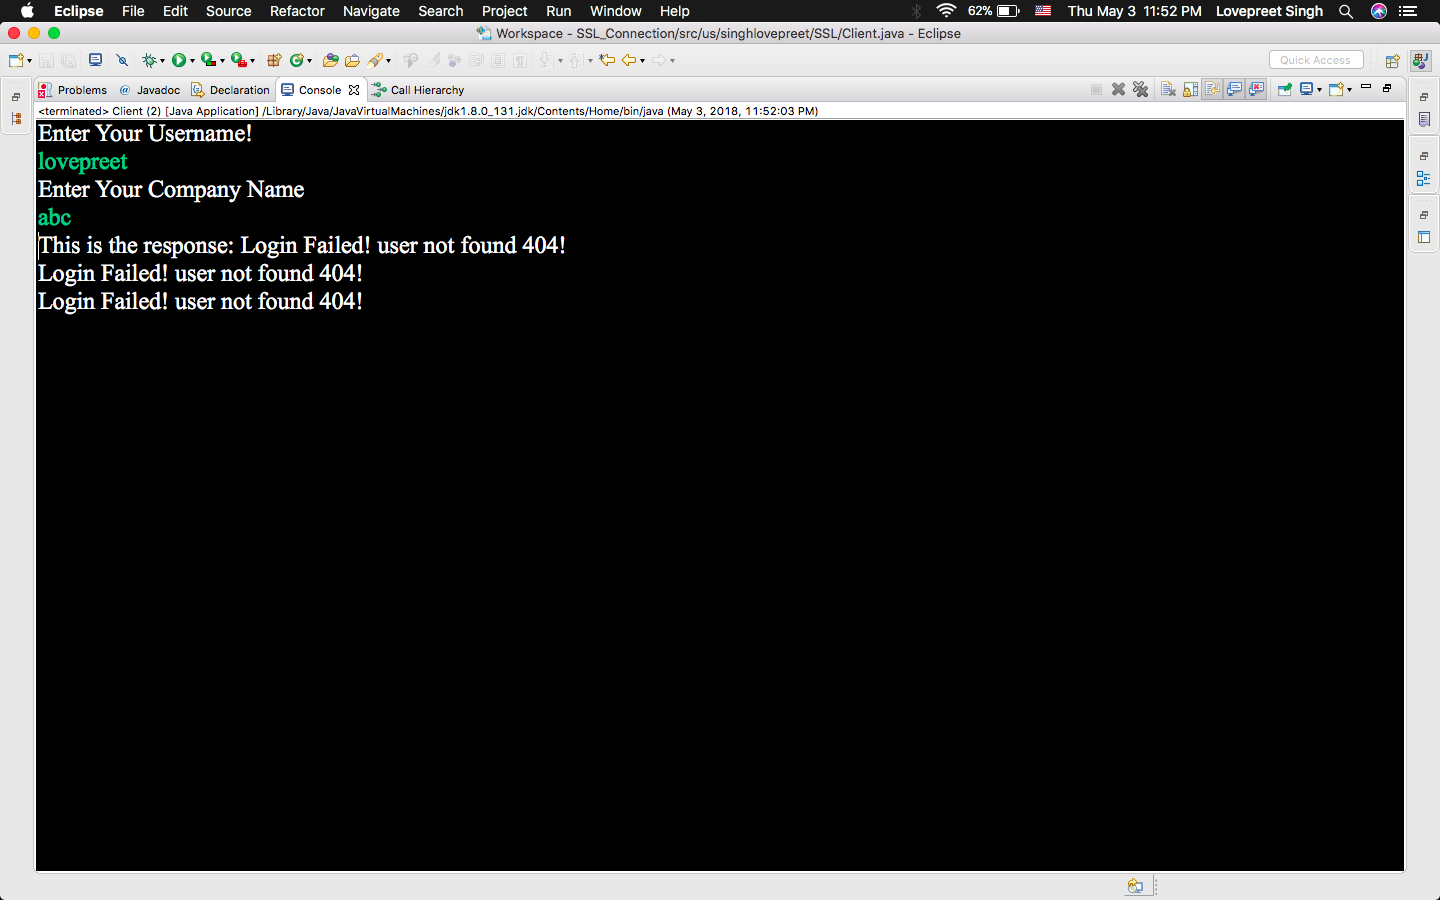 Eclipse File Edit Source Refactor Navigate Search Project Run Window Help 62% Thu May 3 11:52 PM Lovepreet Singh
Workspace - SSL_Connection/src/us/singhlovepreet/SSL/Client.java - Eclipse
Quick Access
Problems @ Javadoc Declaration Console Call Hierarchy
<terminated> Client (2) [Java Application] /Library/Java/JavaVirtualMachines/jdk1.8.0_131.jdk/Contents/Home/bin/java (May 3, 2018, 11:52:03 PM)
Enter Your Username!
lovepreet
Enter Your Company Name
abc
This is the response: Login Failed! user not found 404!
Login Failed! user not found 404!
Login Failed! user not found 404!